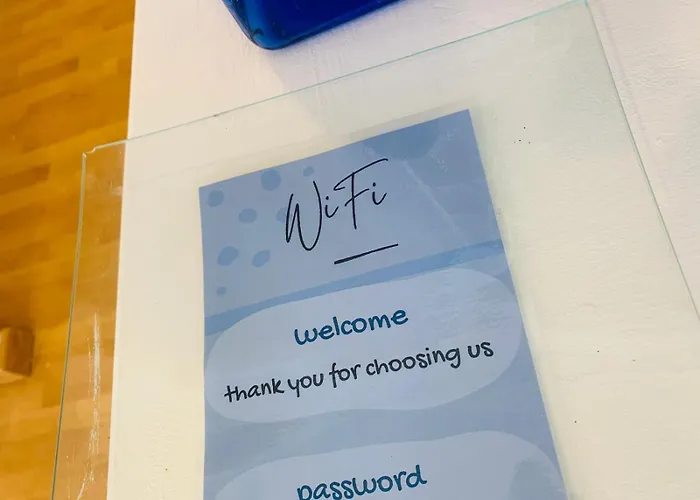 WiFi
welcome
thank you for choosing us
password